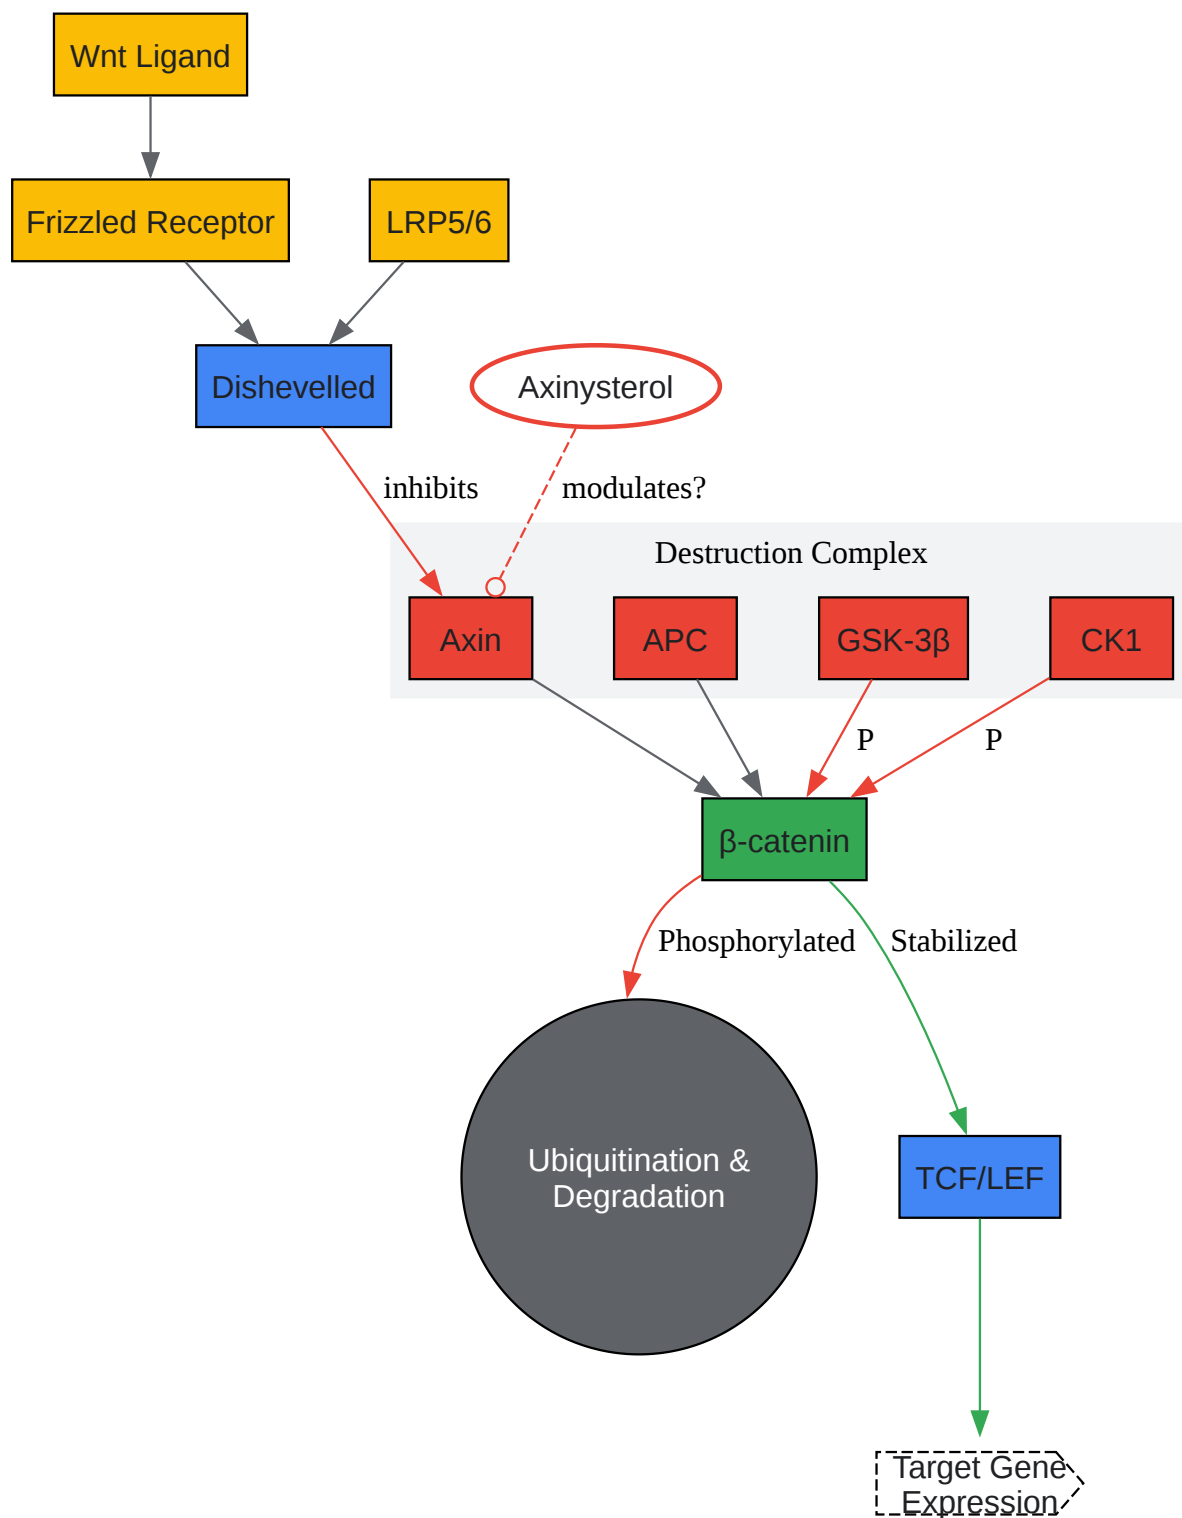 Wnt Ligand
Frizzled Receptor
LRP5/6
Dishevelled
Axinysterol
inhibits
modulates?
Destruction Complex
Axin
APC
GSK-3β
CK1
P
P
β-catenin
Phosphorylated
Stabilized
Ubiquitination &
Degradation
TCF/LEF
Target Gene
Expression